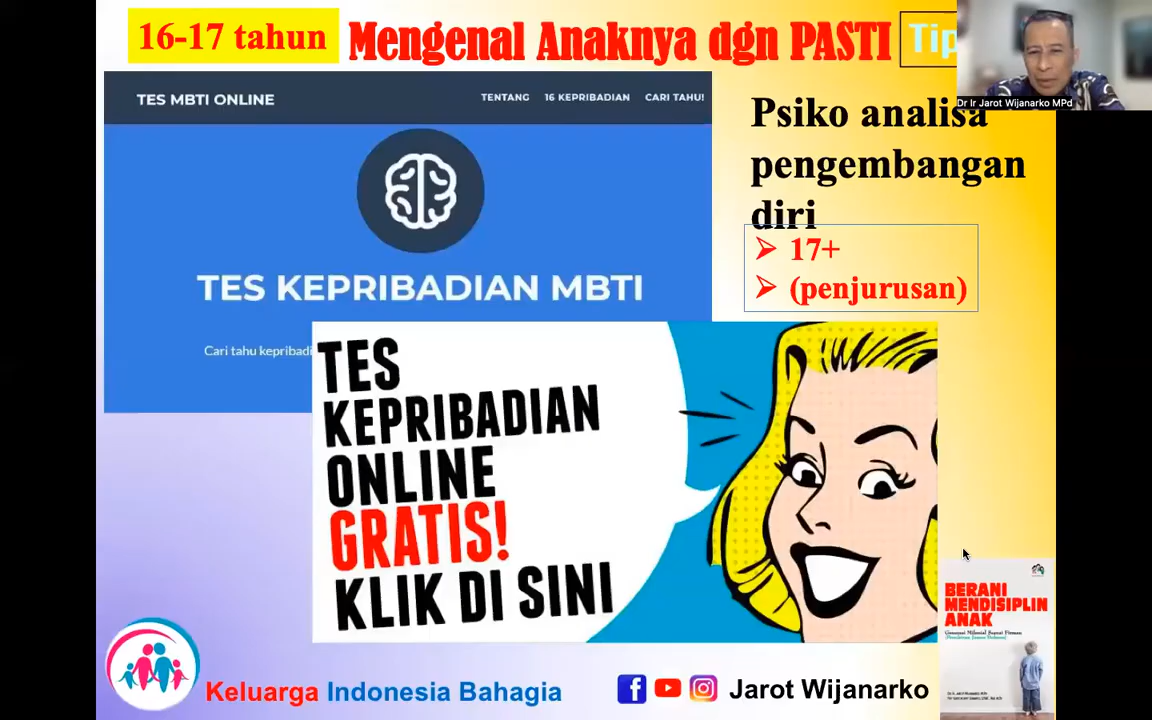 16-17 tahun
Mengenal Anaknya dgn PASTI
Tip
Dr Ir Jarot Wijanarko MPd
TES MBTI ONLINE
TENTANG
16 KEPRIBADIAN
CARI TAHU!
TES KEPRIBADIAN MBTI
Cari tahu kepribadi
Psiko analisa
pengembangan
diri
➢ 17+
➢ (penjurusan)
TES
KEPRIBADIAN
ONLINE
GRATIS!
KLIK DI SINI
BERANI
MENDISIPLIN
ANAK
Keluarga Indonesia Bahagia
Jarot Wijanarko